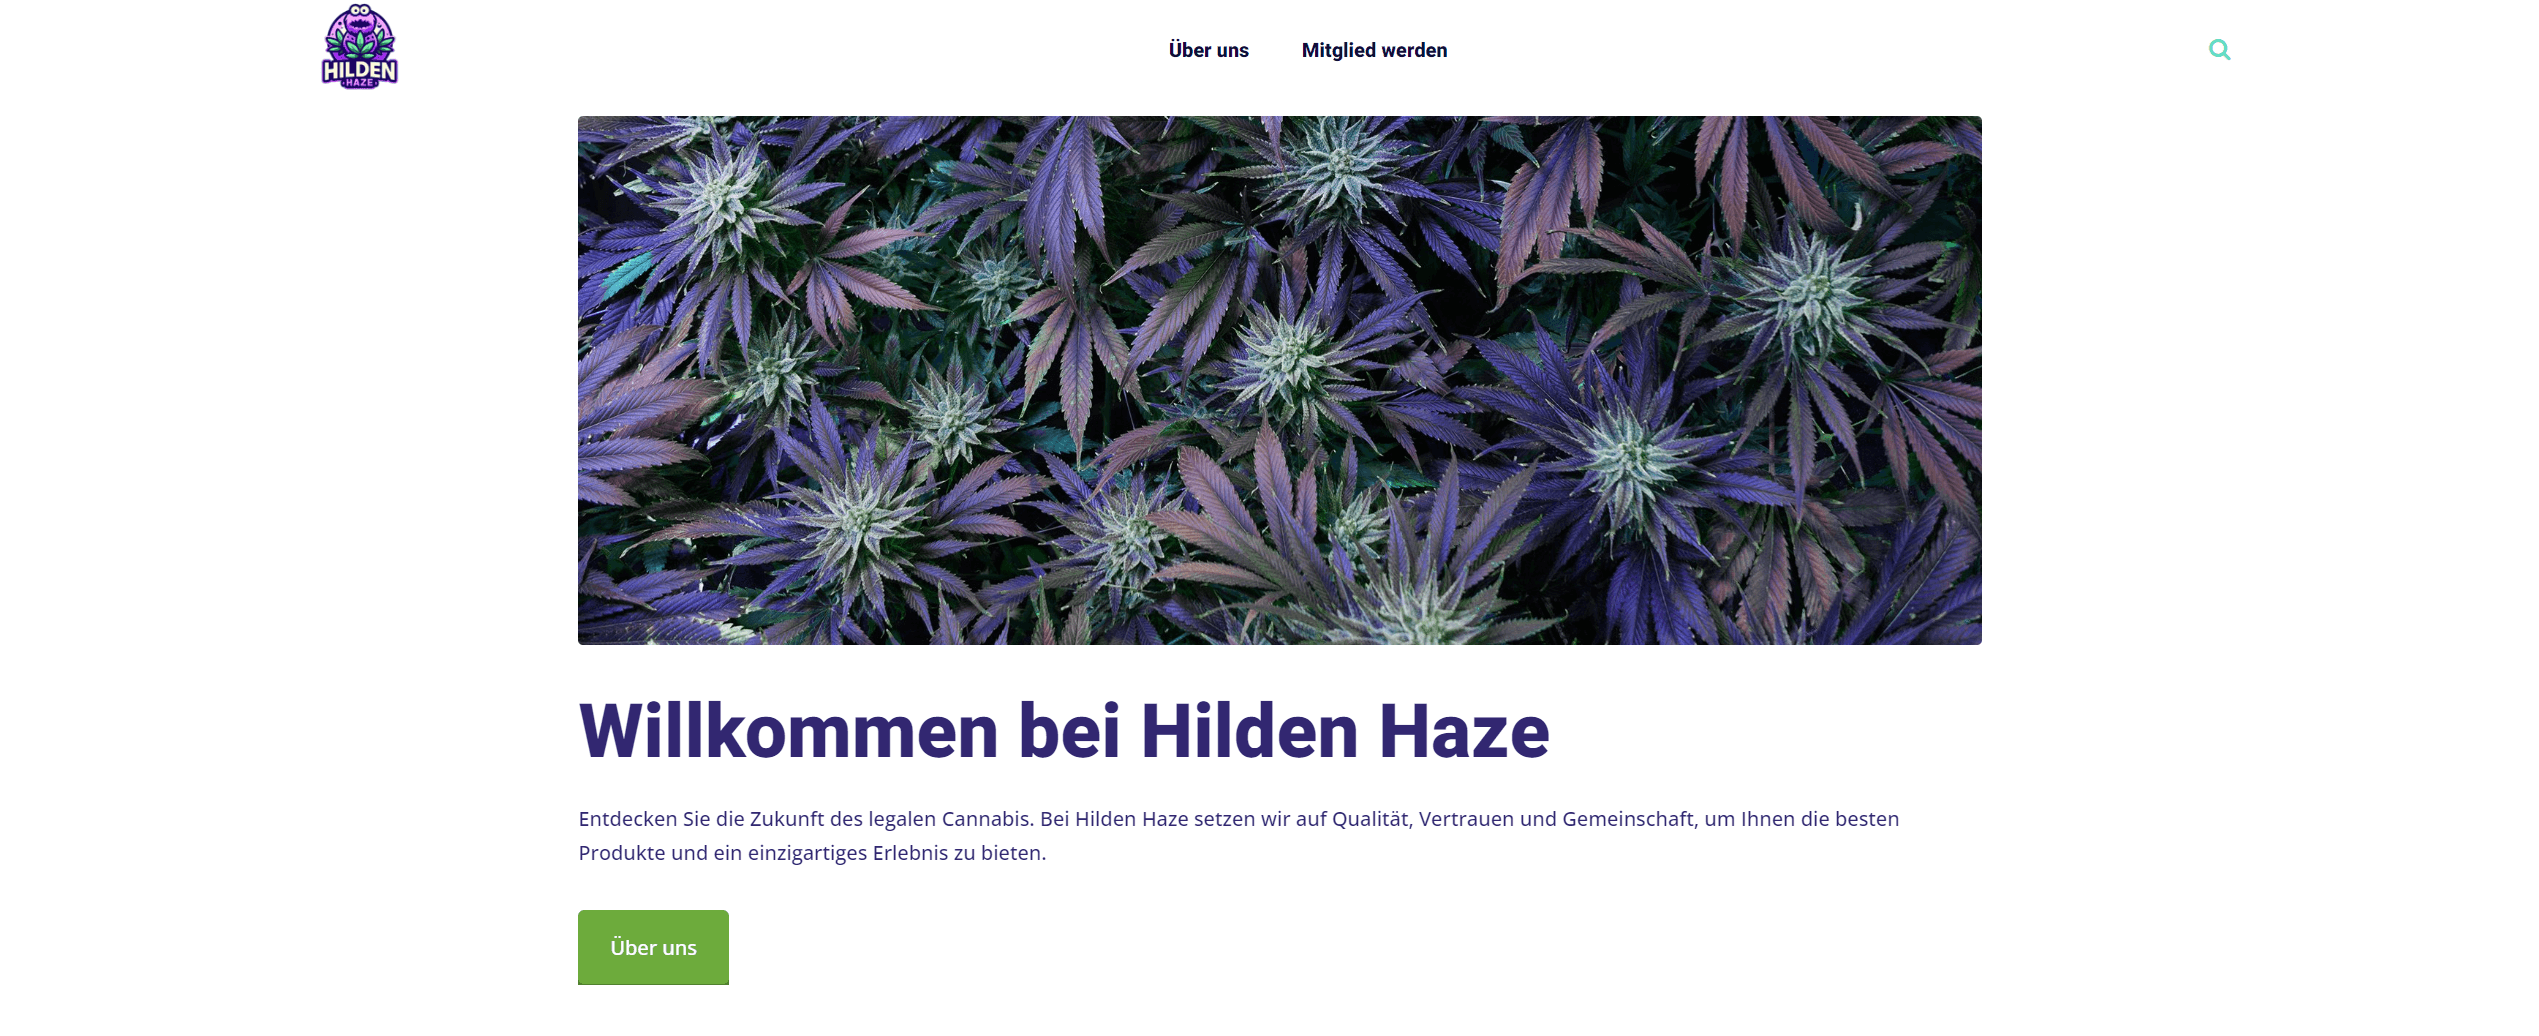 HILDEN
HAZE
Über uns
Mitglied werden
Willkommen bei Hilden Haze
Entdecken Sie die Zukunft des legalen Cannabis. Bei Hilden Haze setzen wir auf Qualität, Vertrauen und Gemeinschaft, um Ihnen die besten
Produkte und ein einzigartiges Erlebnis zu bieten.
Über uns